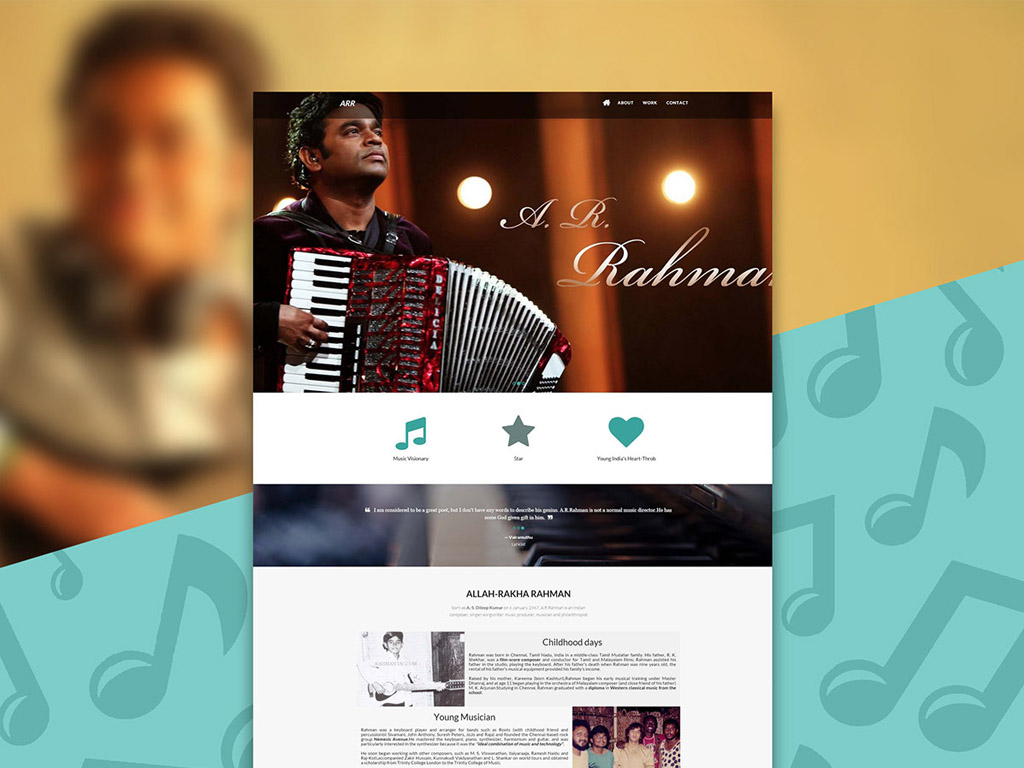 ARR
ABOUT WORK CONTACT
A. R.
Rahman
DELICIA
Music Visionary
Star
Young India's Heart-Throb
❝ I am considered to be a great poet, but I don't have any words to describe his genius. A.R.Rahman is not a normal music director.He has
some God given gift in him. ❞
— Vairamuthu
Lyricist
ALLAH-RAKHA RAHMAN
born as A. S. Dileep Kumar on 6 January 1967, A.R.Rahman is an Indian
composer, singer-songwriter, music producer, musician and philanthropist.
Childhood days
Rahman was born in Chennai, Tamil Nadu, India in a middle-class Tamil Mudaliar family. His father, R. K.
Shekhar, was a film-score composer and conductor for Tamil and Malayalam films; Rahman assisted his
father in the studio, playing the keyboard. After his father's death when Rahman was nine years old, the
rental of his father's musical equipment provided his family's income.
Raised by his mother, Kareema (born Kashturi),Rahman began his early musical training under Master
Dhanraj, and at age 11 began playing in the orchestra of Malayalam composer (and close friend of his father)
M. K. Arjunan.Studying in Chennai, Rahman graduated with a diploma in Western classical music from the
school.
Young Musician
Rahman was a keyboard player and arranger for bands such as Roots (with childhood friend and
percussionist Sivamani, John Anthony, Suresh Peters, JoJo and Raja) and founded the Chennai-based rock
group Nemesis Avenue.He mastered the keyboard, piano, synthesizer, harmonium and guitar, and was
particularly interested in the synthesizer because it was the "ideal combination of music and technology".
He soon began working with other composers, such as M. S. Viswanathan, Ilaiyaraaja, Ramesh Naidu and
Raj-Koti,accompanied Zakir Hussain, Kunnakudi Vaidyanathan and L. Shankar on world tours and obtained
a scholarship from Trinity College London to the Trinity College of Music.